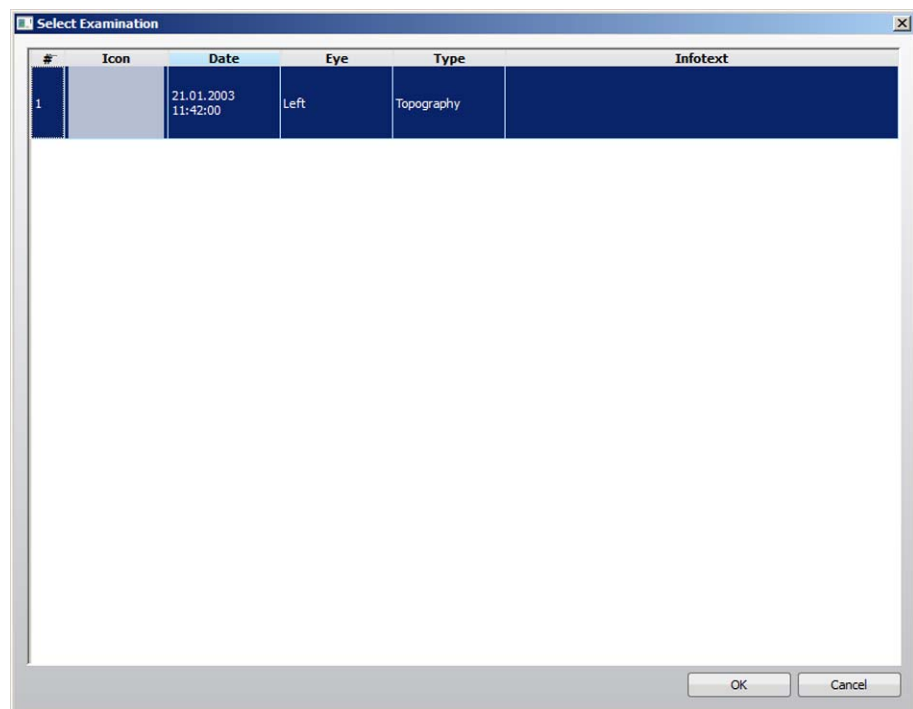 Select Examination
# Icon Date Eye Type Infotext
1 21.01.2003 Left Topography
11:42:00
OK Cancel